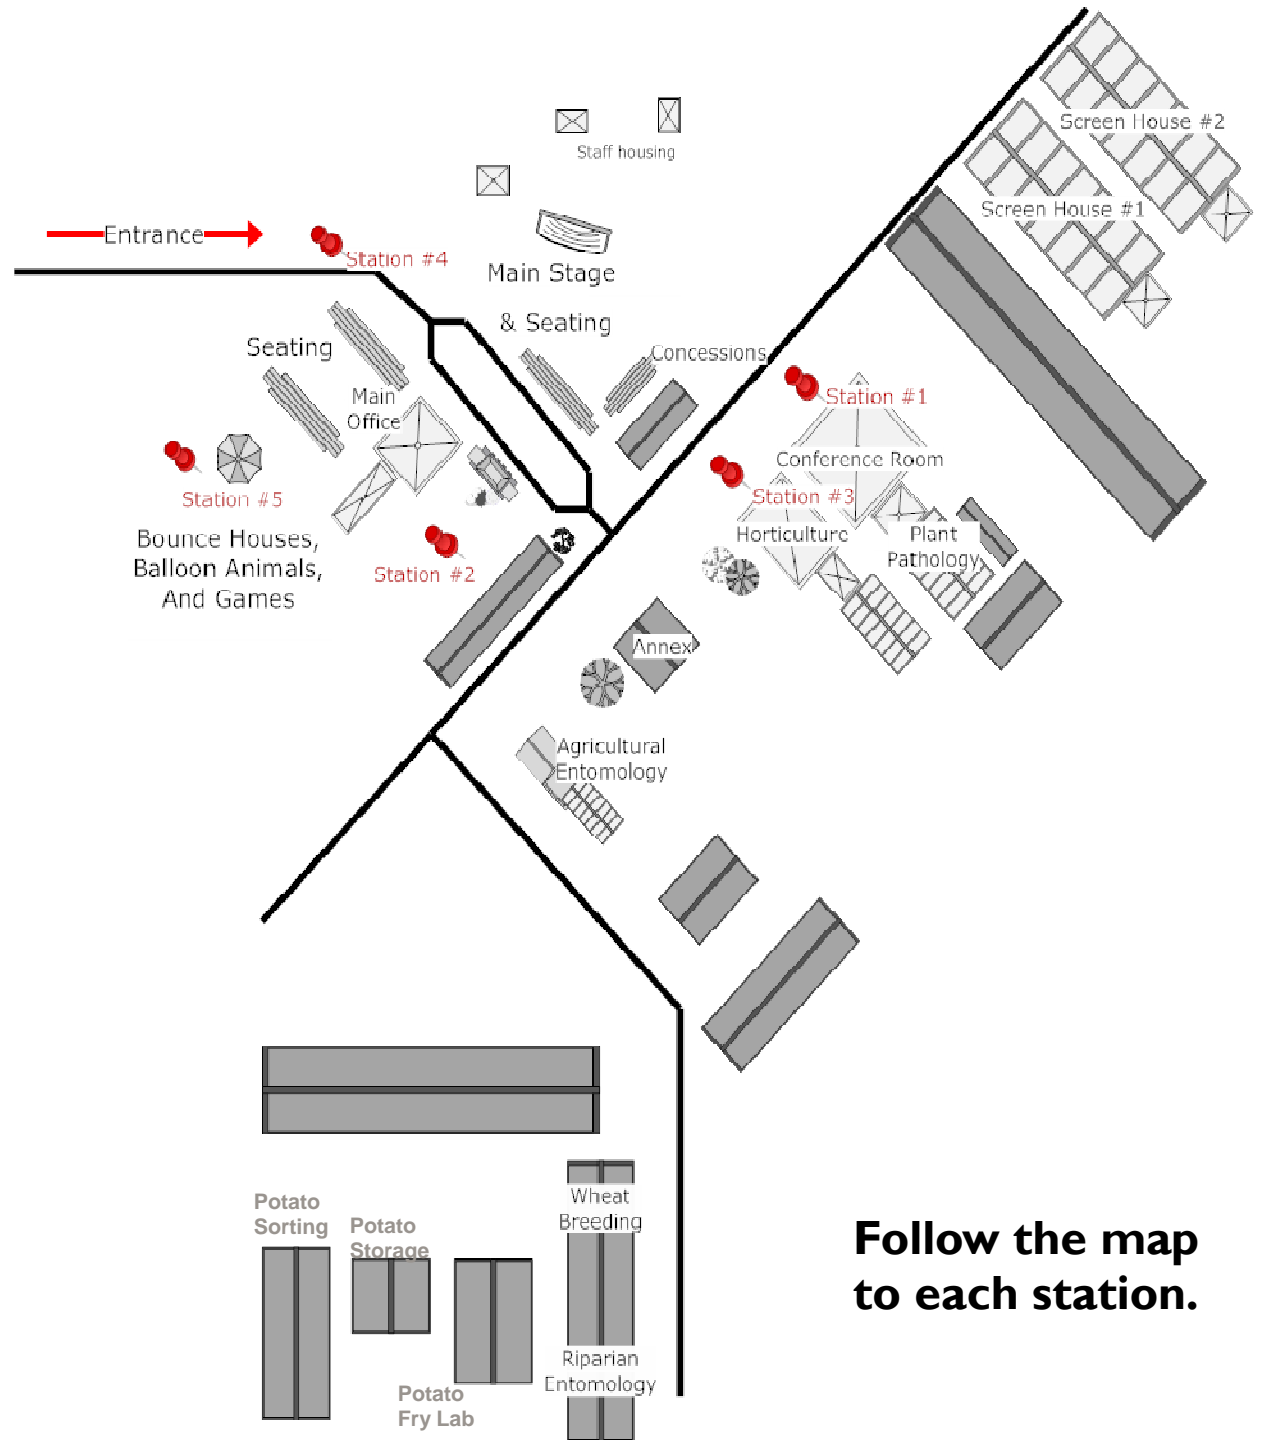 Screen House #2
Staff housing
Screen House #1
Entrance
Station #4
Main Stage
& Seating
Seating
Concessions
Main
Office
Station #1
Conference Room
Station #5
Station #3
Bounce Houses,
Balloon Animals,
And Games
Station #2
Horticulture
Plant
Pathology
Annex
Agricultural
Entomology
Potato
Sorting
Potato
Storage
Wheat
Breeding
Follow the map
to each station.
Riparian
Entomology
Potato
Fry Lab